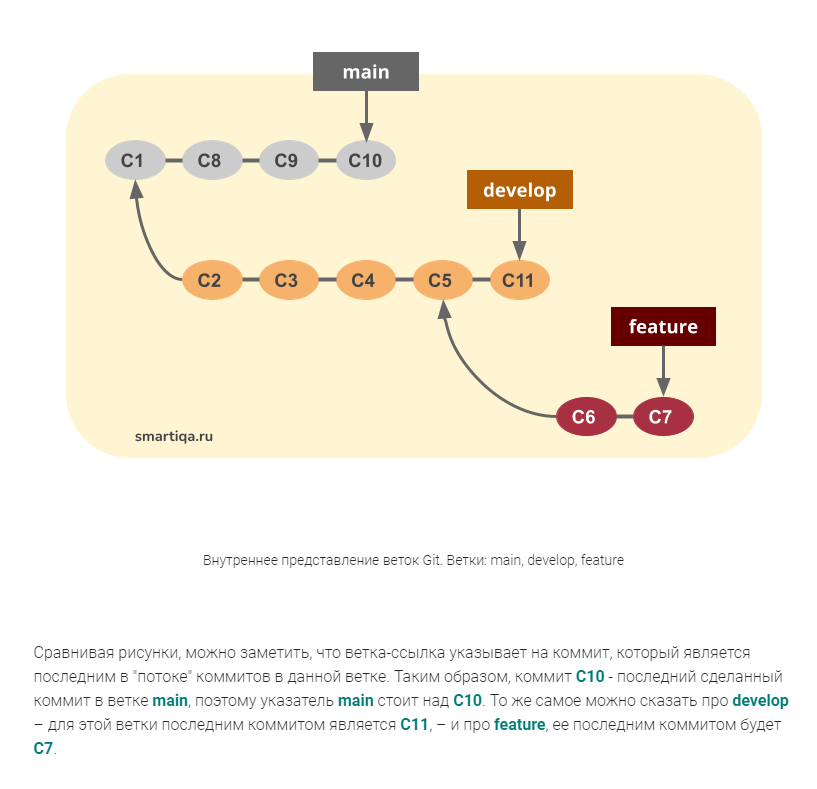 main
C1 C8 C9 C10
develop
C2 C3 C4 C5 C11
feature
C6 C7
smartiqa.ru
Внутреннее представление веток Git. Ветки: main, develop, feature
Сравнивая рисунки, можно заметить, что ветка-ссылка указывает на коммит, который является
последним в "потоке" коммитов в данной ветке. Таким образом, коммит C10 - последний сделанный
коммит в ветке main, поэтому указатель main стоит над C10. То же самое можно сказать про develop
– для этой ветки последним коммитом является C11, – и про feature, ее последним коммитом будет
C7.